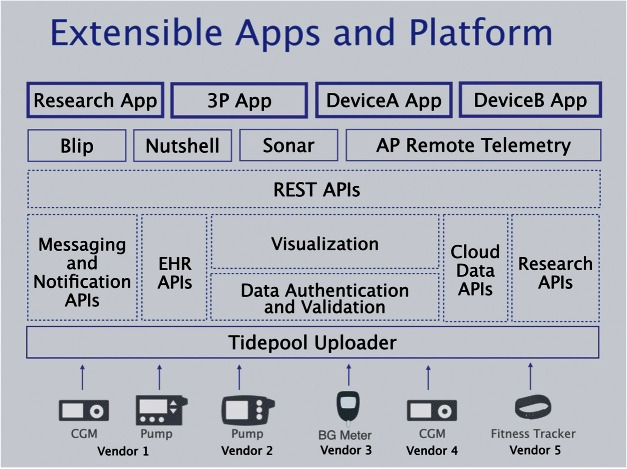 Extensible Apps and Platform
Research App
3P App
DeviceA App
DeviceB App
Blip
Nutshell
Sonar
AP Remote Telemetry
REST APIs
Messaging
and
Notification
APIs
EHR
APIs
Visualization
Data Authentication
and Validation
Cloud
Data
APIs
Research
APIs
Tidepool Uploader
CGM
Pump
Vendor 1
Pump
Vendor 2
BG Meter
Vendor 3
CGM
Vendor 4
Fitness Tracker
Vendor 5